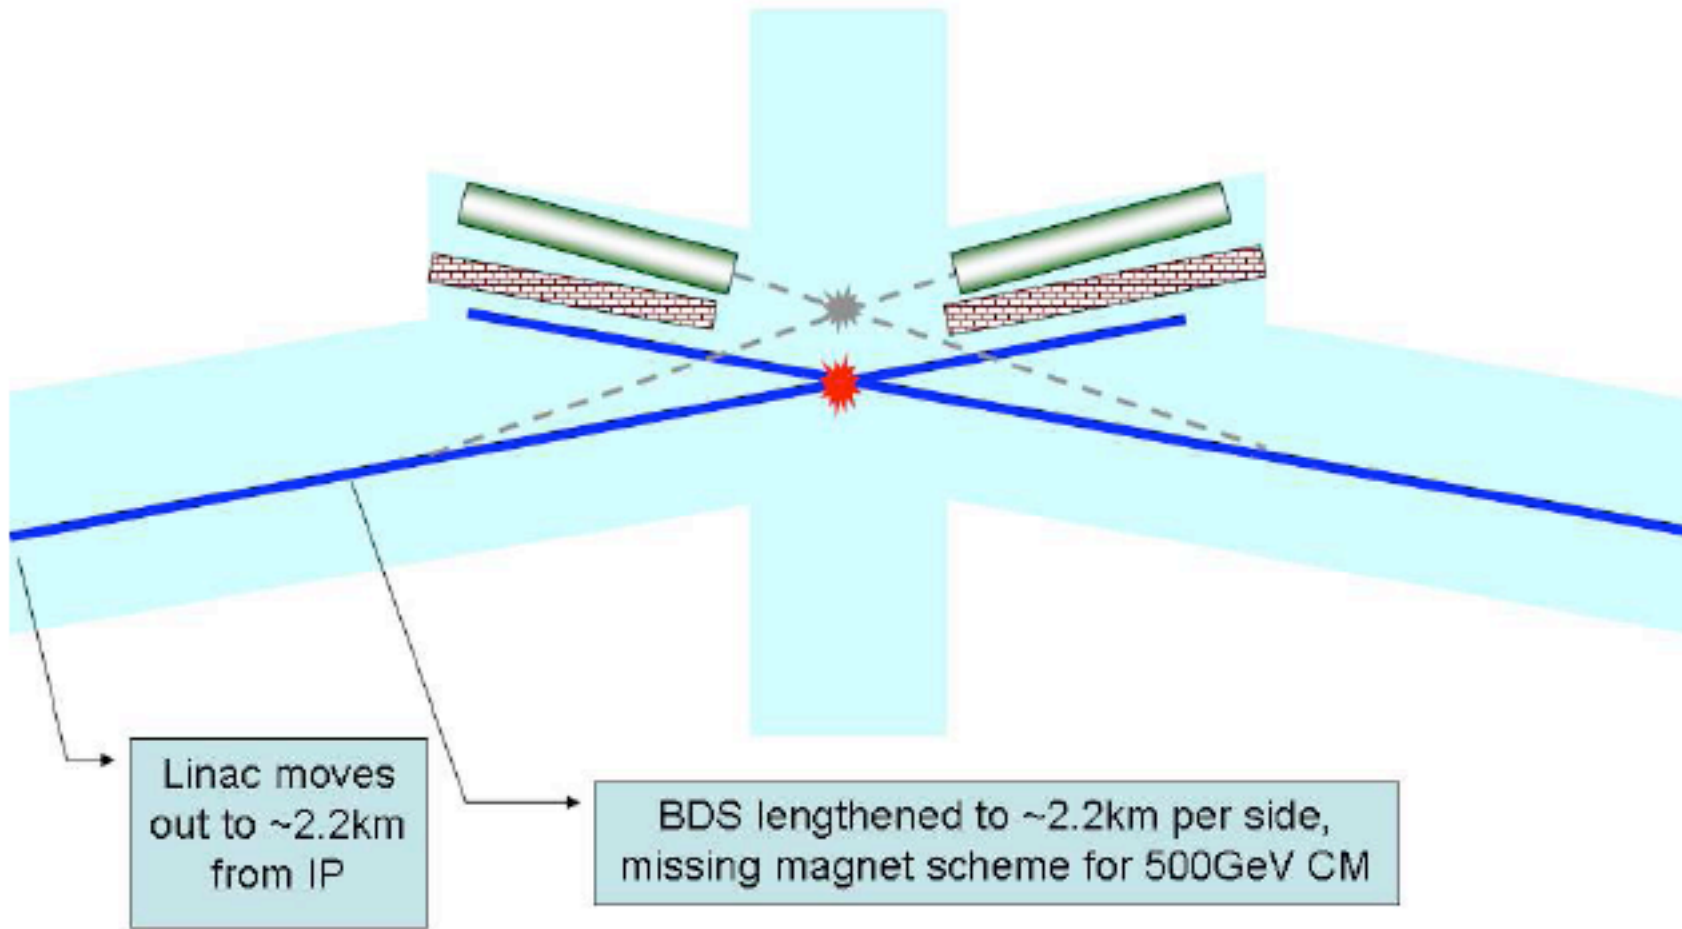 Linac moves
out to ~2.2km
from IP
BDS lengthened to ~2.2km per side,
missing magnet scheme for 500GeV CM